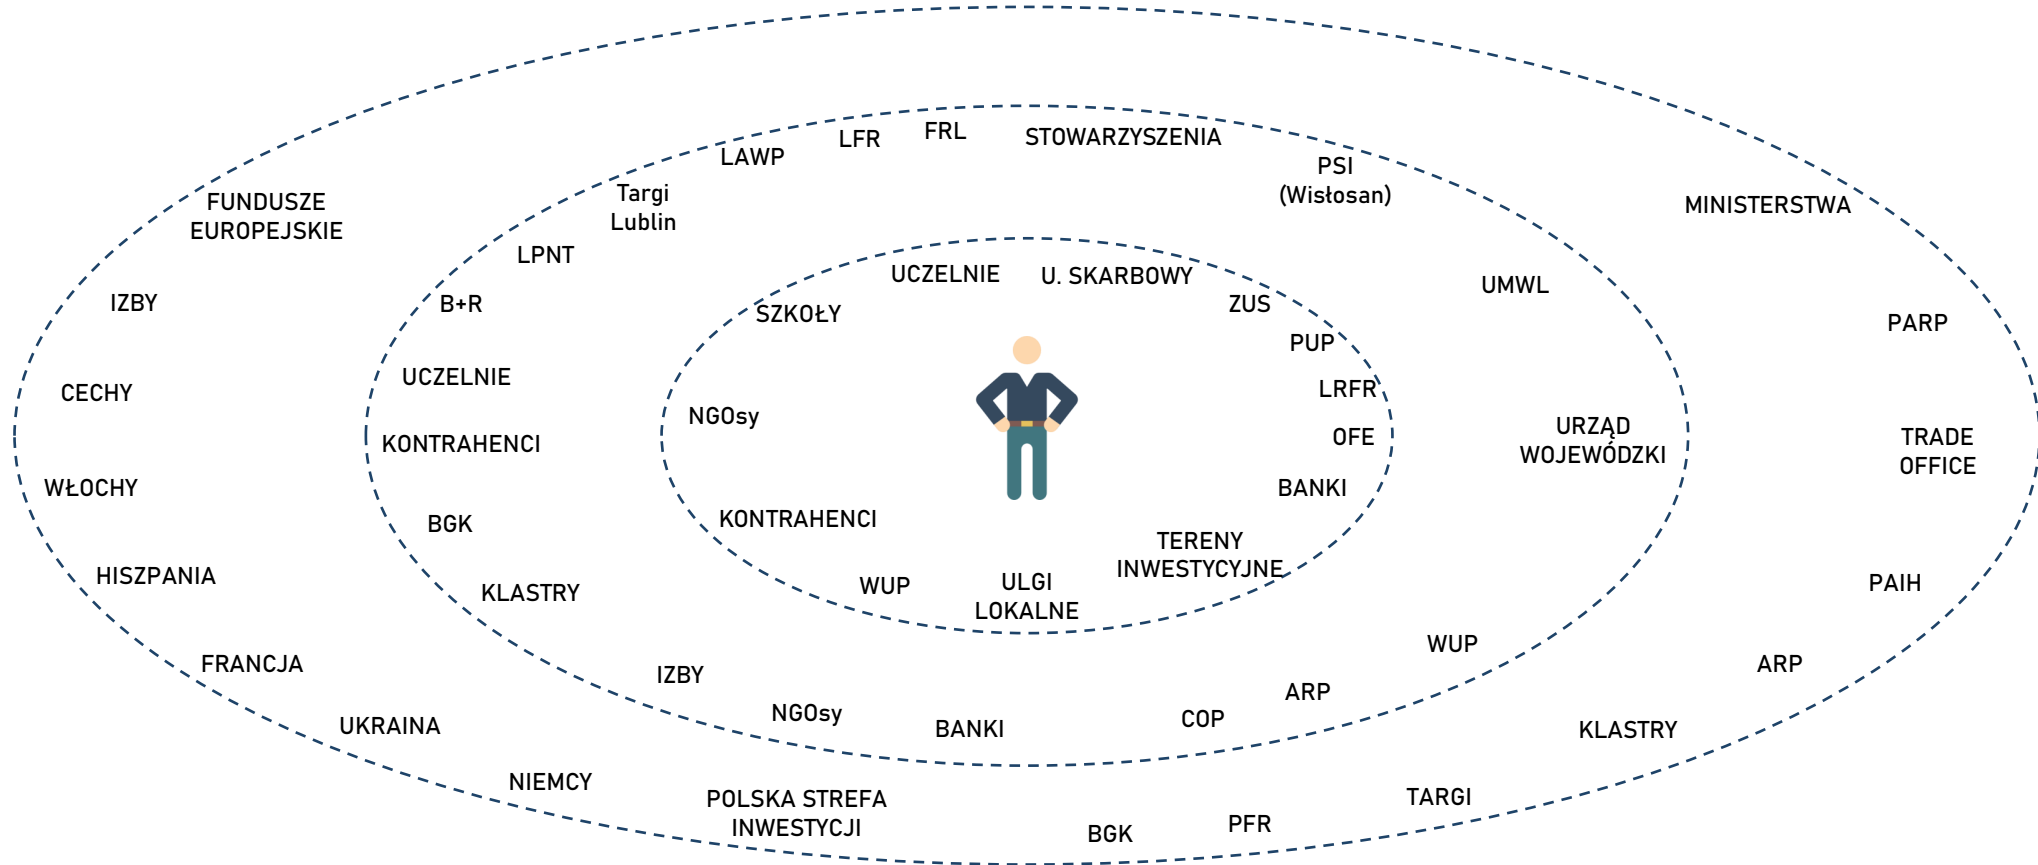 LFR
FRL
STOWARZYSZENIA
LAWP
PSI
(Wisłosan)
Targi
Lublin
FUNDUSZE
EUROPEJSKIE
MINISTERSTWA
LPNT
UCZELNIE
U. SKARBOWY
UMWL
IZBY
B+R
SZKOŁY
ZUS
PARP
PUP
UCZELNIE
CECHY
LRFR
NGOsy
KONTRAHENCI
OFE
URZĄD
WOJEWÓDZKI
TRADE
OFFICE
WŁOCHY
BANKI
BGK
KONTRAHENCI
TERENY
INWESTYCYJNE
HISZPANIA
KLASTRY
WUP
ULGI
LOKALNE
PAIH
FRANCJA
IZBY
WUP
ARP
UKRAINA
NGOsy
BANKI
COP
ARP
KLASTRY
NIEMCY
POLSKA STREFA
INWESTYCJI
BGK
PFR
TARGI